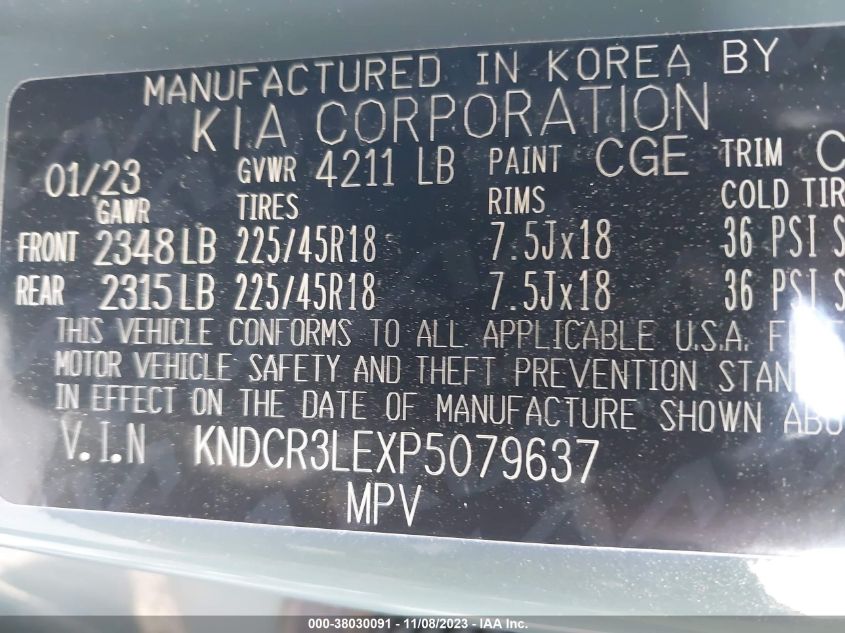 MANUFACTURED IN KOREA BY
KIA CORPORATION
01/23 GVWR 4211 LB PAINT CGE TRIM C
GAWR TIRES RIMS COLD TIR
FRONT 2348 LB 225/45R18 7.5Jx18 36 PSI S
REAR 2315 LB 225/45R18 7.5Jx18 36 PSI S
THIS VEHICLE CONFORMS TO ALL APPLICABLE U.S.A.
MOTOR VEHICLE SAFETY AND THEFT PREVENTION STAN
IN EFFECT ON THE DATE OF MANUFACTURE SHOWN ABO
V.I.N KNDCR3LEXP5079637
MPV
000-38030091 - 11/08/2023 - IAA Inc.